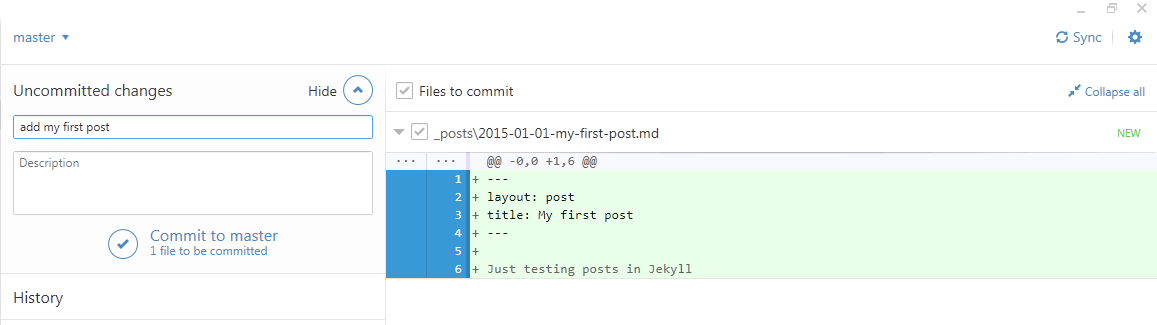 master
Sync
Uncommitted changes
Hide
add my first post
Description
Commit to master
1 file to be committed
History
Files to commit
Collapse all
_posts\2015-01-01-my-first-post.md
NEW
... ... @@ -0,0 +1,6 @@
1 + ---
2 + layout: post
3 + title: My first post
4 + ---
5 +
6 + Just testing posts in Jekyll